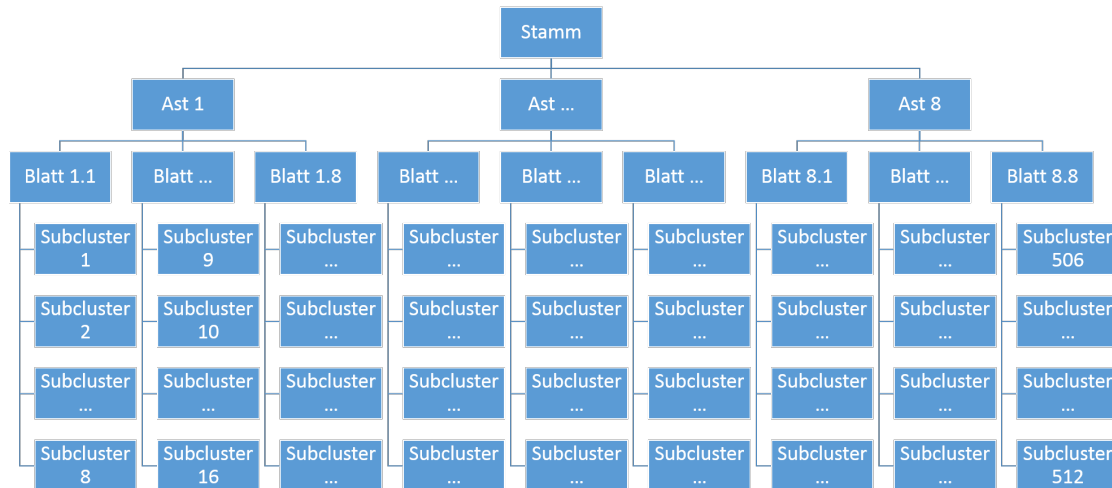 Stamm
Ast 1
Ast ...
Ast 8
Blatt 1.1
Blatt ...
Blatt 1.8
Blatt ...
Blatt ...
Blatt ...
Blatt 8.1
Blatt ...
Blatt 8.8
Subcluster
1
Subcluster
9
Subcluster
...
Subcluster
...
Subcluster
...
Subcluster
...
Subcluster
...
Subcluster
...
Subcluster
506
Subcluster
2
Subcluster
10
Subcluster
...
Subcluster
...
Subcluster
...
Subcluster
...
Subcluster
...
Subcluster
...
Subcluster
...
Subcluster
...
Subcluster
...
Subcluster
...
Subcluster
...
Subcluster
...
Subcluster
...
Subcluster
...
Subcluster
...
Subcluster
...
Subcluster
8
Subcluster
16
Subcluster
...
Subcluster
...
Subcluster
...
Subcluster
...
Subcluster
...
Subcluster
...
Subcluster
512